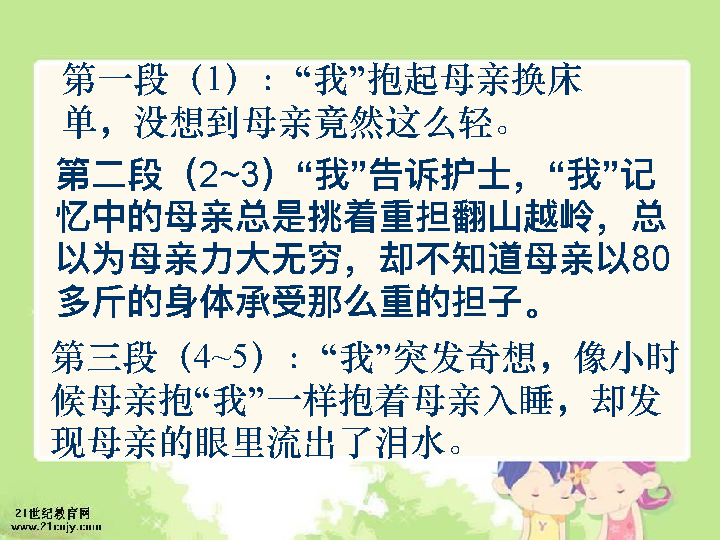 第一段（1）：“我”抱起母亲换床
单，没想到母亲竟然这么轻。
第二段（2~3）“我”告诉护士，“我”记
忆中的母亲总是挑着重担翻山越岭，总
以为母亲力大无穷，却不知道母亲以80
多斤的身体承受那么重的担子。
第三段（4~5）：“我”突发奇想，像小时
候母亲抱“我”一样抱着母亲入睡，却发
现母亲的眼里流出了泪水。
21世纪教育网
www.21cnjy.com